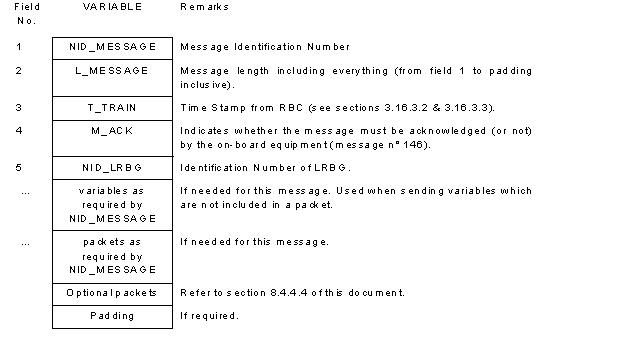 Field VARIABLE Remarks
No.
1 NID_MESSAGE Message Identification Number
2 L_MESSAGE Message length including everything (from field 1 to padding
inclusive).
3 T_TRAIN Time Stamp from RBC (see sections 3.16.3.2 & 3.16.3.3).
4 M_ACK Indicates whether the message must be acknowledged (or not)
by the on-board equipment (message n° 146).
5 NID_LRBG Identification Number of LRBG.
... variables as If needed for this message. Used when sending variables which
required by are not included in a packet.
NID_MESSAGE
... packets as If needed for this message.
required by
NID_MESSAGE
Optional packets Refer to section 8.4.4.4 of this document.
Padding If required.